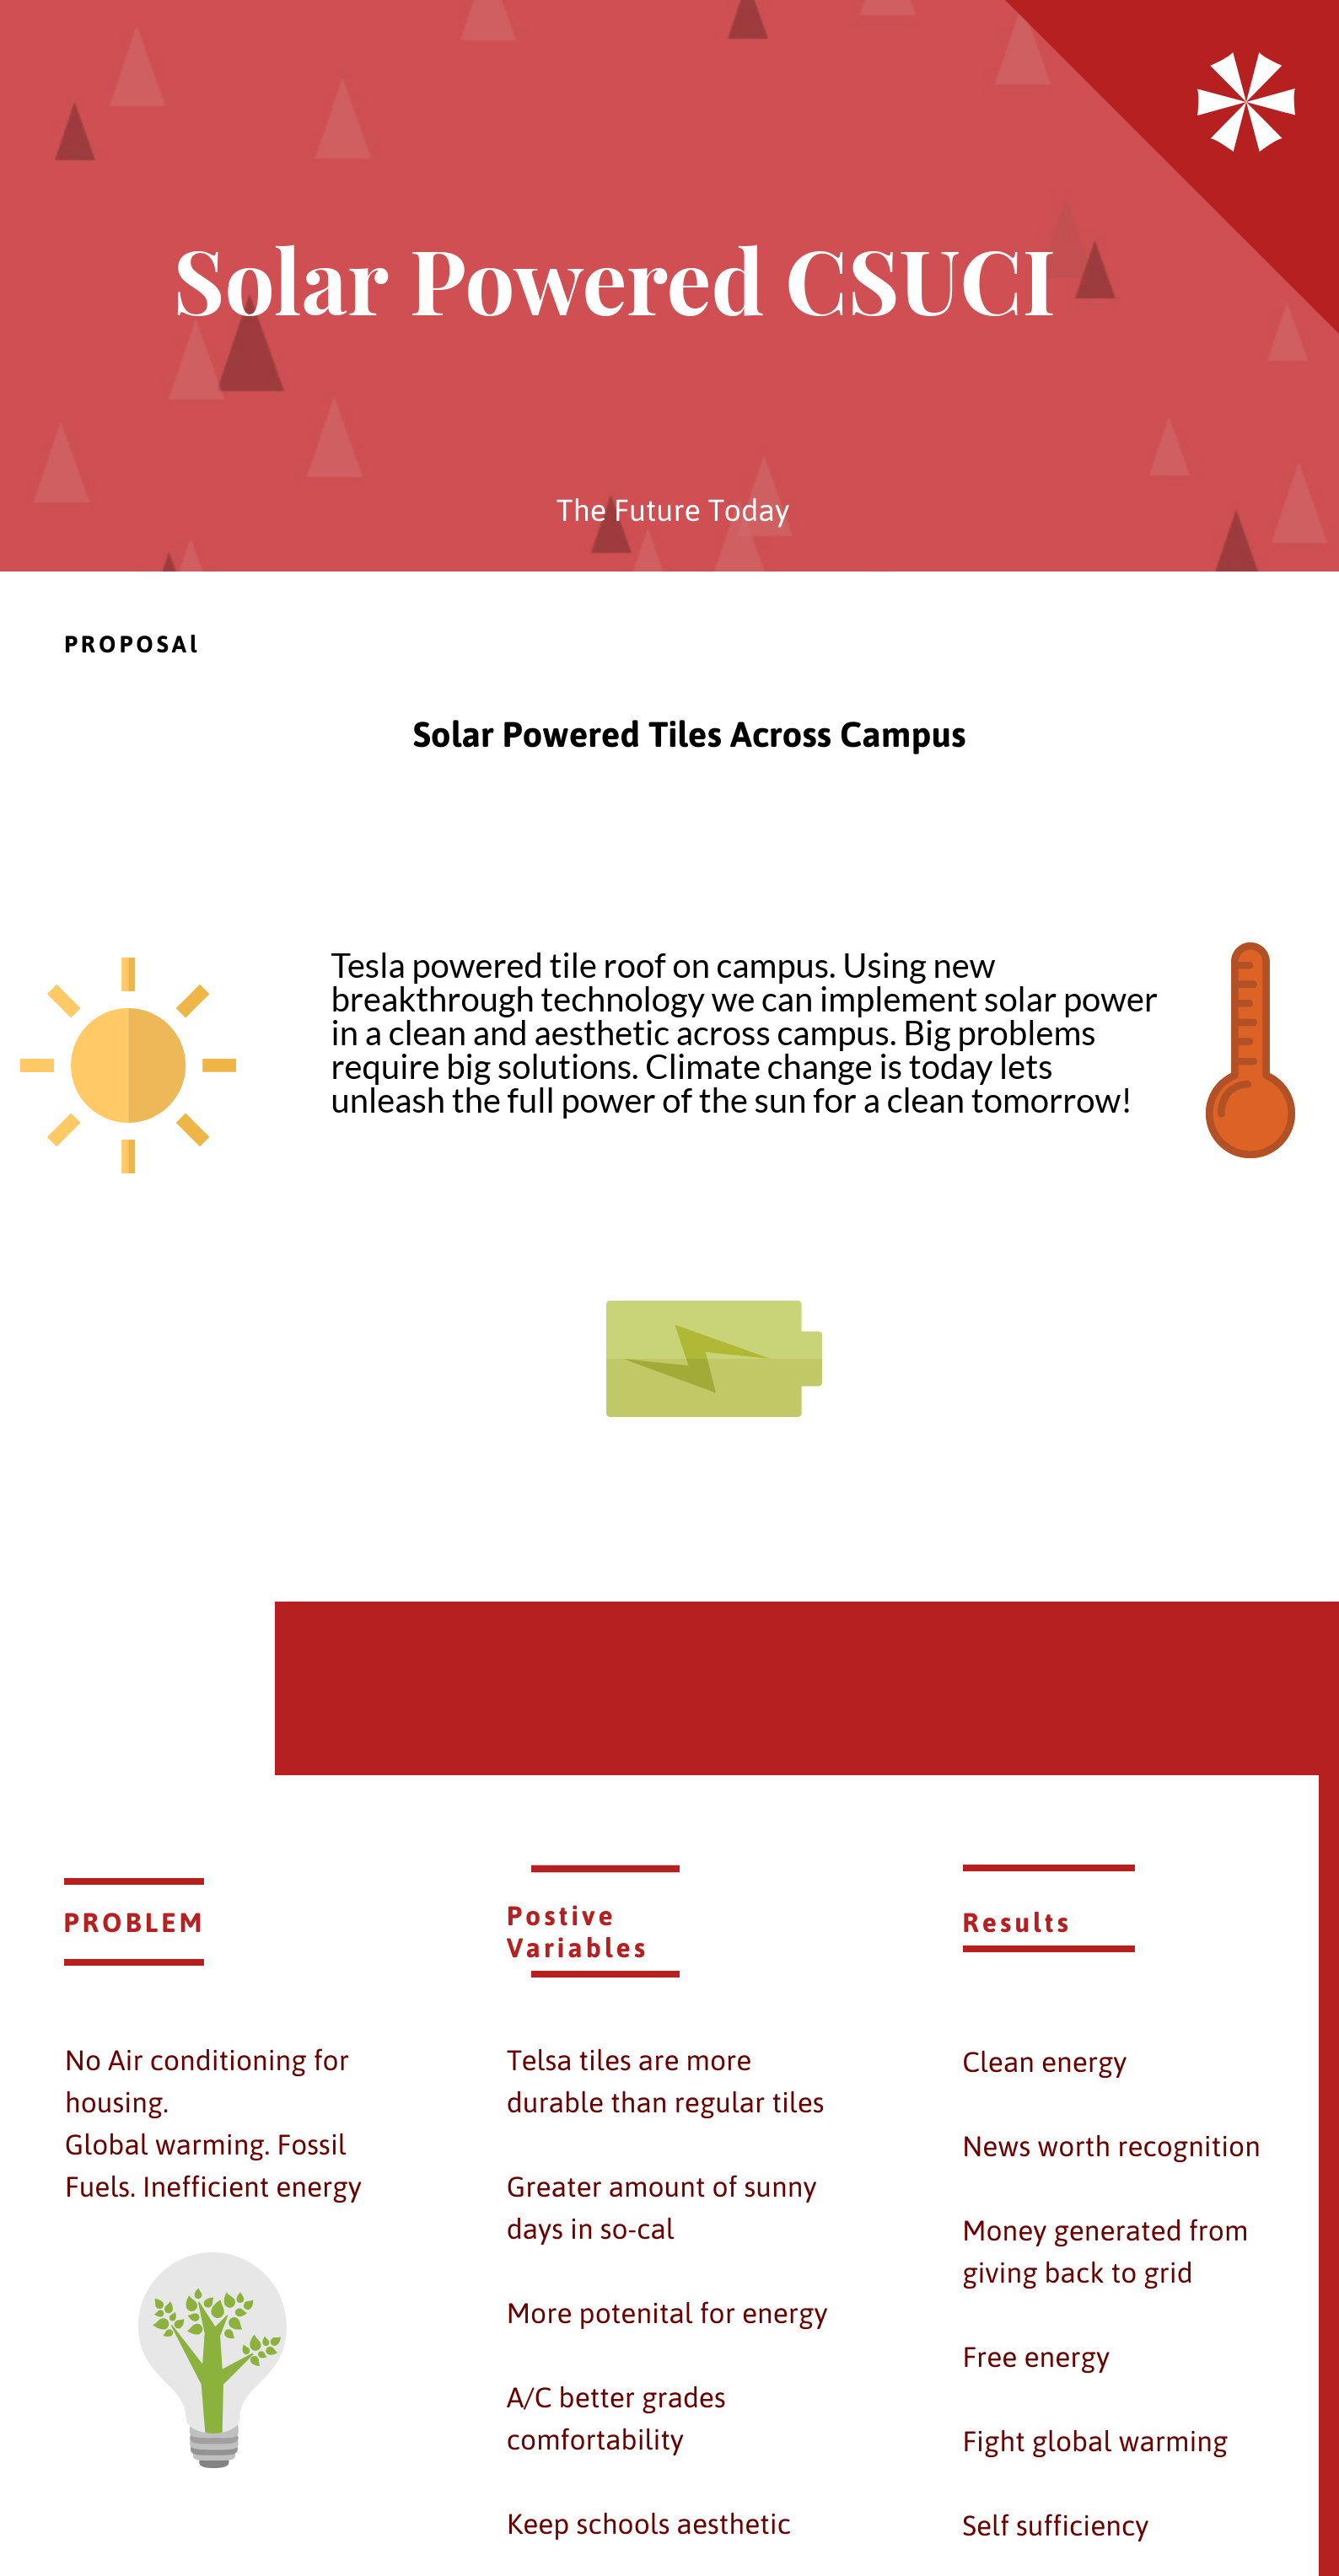 Solar Powered CSUCI
The Future Today
PROPOSAl
Solar Powered Tiles Across Campus
Tesla powered tile roof on campus. Using new
breakthrough technology we can implement solar power
in a clean and aesthetic across campus. Big problems
require big solutions. Climate change is today lets
unleash the full power of the sun for a clean tomorrow!
PROBLEM
No Air conditioning for
housing.
Global warming. Fossil
Fuels. Inefficient energy
Postive
Variables
Telsa tiles are more
durable than regular tiles
Greater amount of sunny
days in so-cal
More potenital for energy
A/C better grades
comfortability
Keep schools aesthetic
Results
Clean energy
News worth recognition
Money generated from
giving back to grid
Free energy
Fight global warming
Self sufficiency